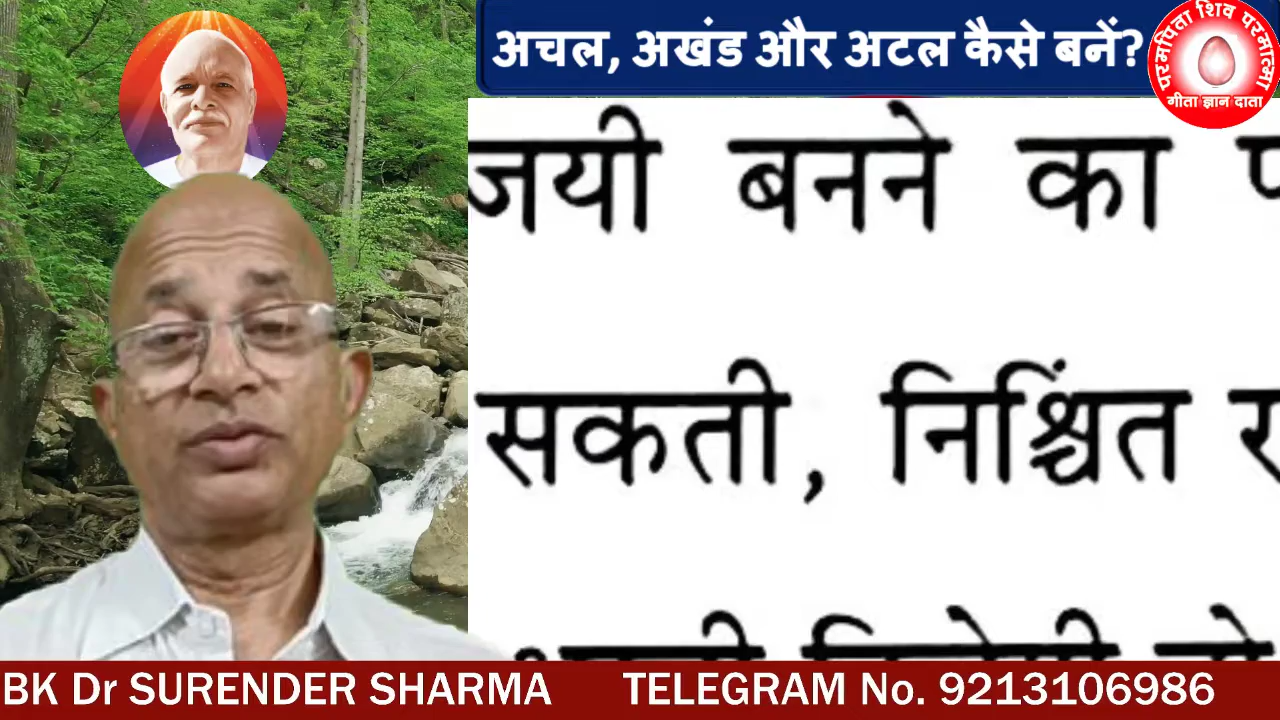 अचल, अखंड और अटल कैसे बनें?
परमपिता शिव परमात्मा
गीता ज्ञान दाता
जयी बनने का
सकती, निश्चिंत
BK Dr SURENDER SHARMA TELEGRAM No. 9213106986